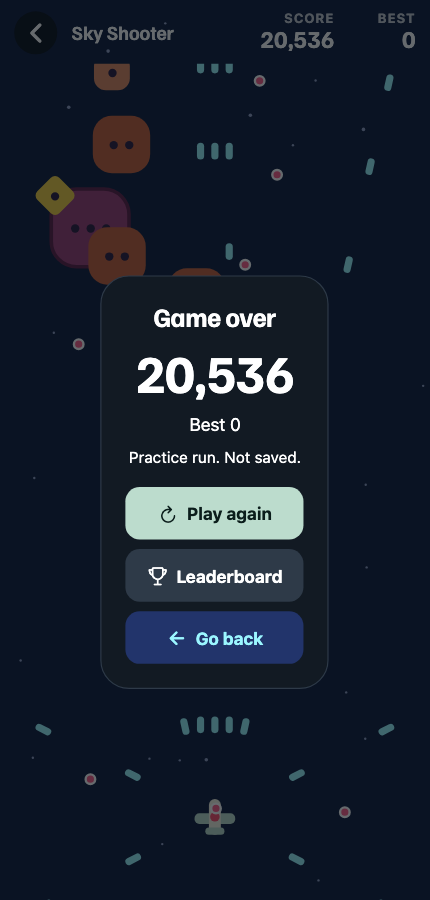 Sky Shooter
SCORE
20,536
BEST
0
Game over
20,536
Best 0
Practice run. Not saved.
Play again
Leaderboard
Go back